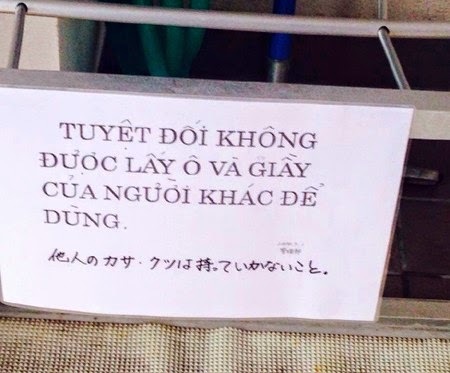 TUYỆT ĐỐI KHÔNG
ĐƯỢC LẤY Ô VÀ GIẦY
CỦA NGƯỜI KHÁC ĐỂ
DÙNG.
他人のカサ・クツは持っていかないこと。